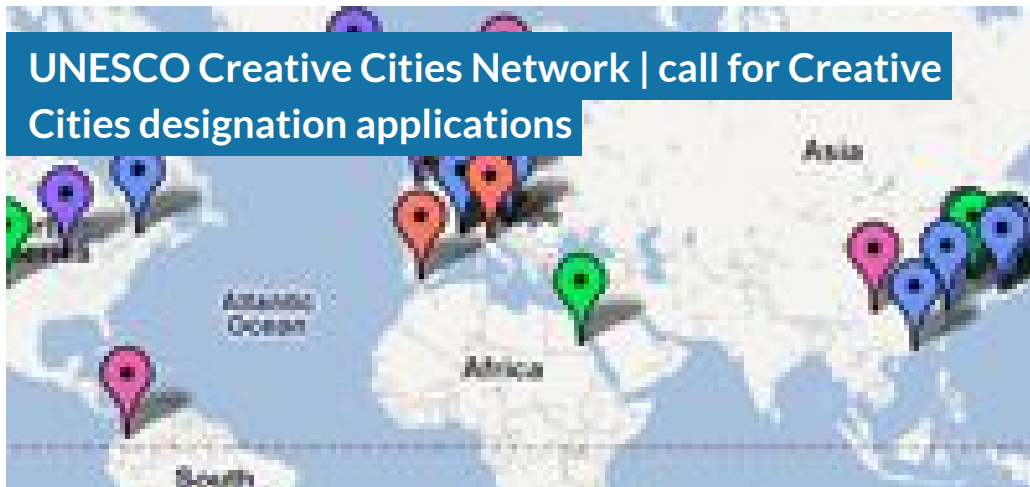 UNESCO Creative Cities Network | call for Creative
Cities designation applications
Asia
Atlantic
Ocean
Africa
South